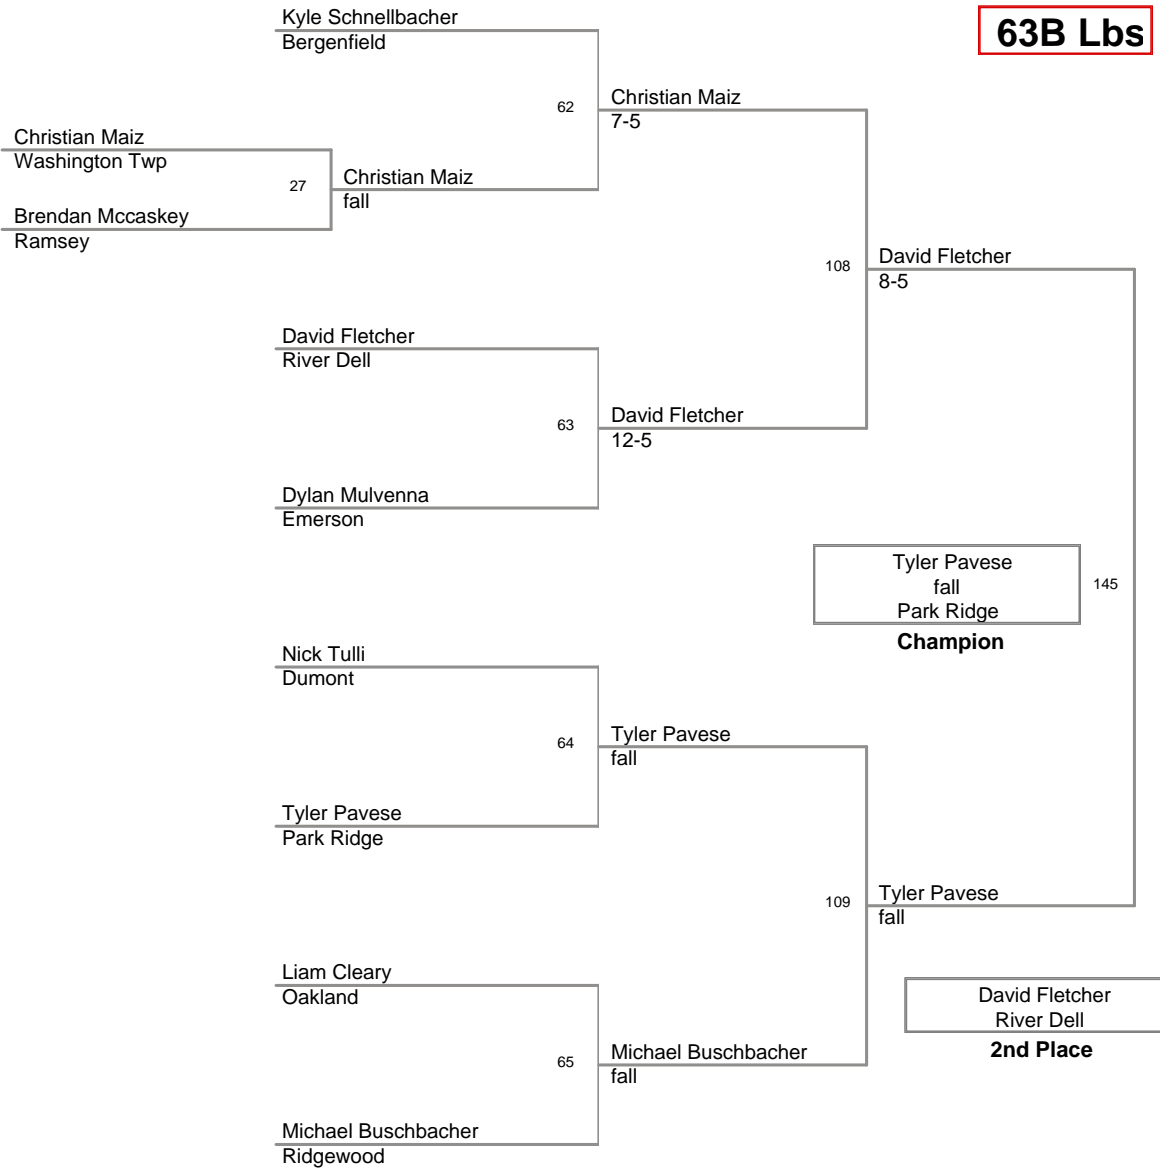 Kyle Schnellbacher
Bergenfield
63B Lbs
62
Christian Maiz
7-5
Christian Maiz
Washington Twp
27
Christian Maiz
fall
Brendan Mccaskey
Ramsey
108
David Fletcher
8-5
David Fletcher
River Dell
63
David Fletcher
12-5
Dylan Mulvenna
Emerson
Tyler Pavese
fall
Park Ridge
145
Champion
Nick Tulli
Dumont
64
Tyler Pavese
fall
Tyler Pavese
Park Ridge
109
Tyler Pavese
fall
Liam Cleary
Oakland
David Fletcher
River Dell
2nd Place
65
Michael Buschbacher
fall
Michael Buschbacher
Ridgewood